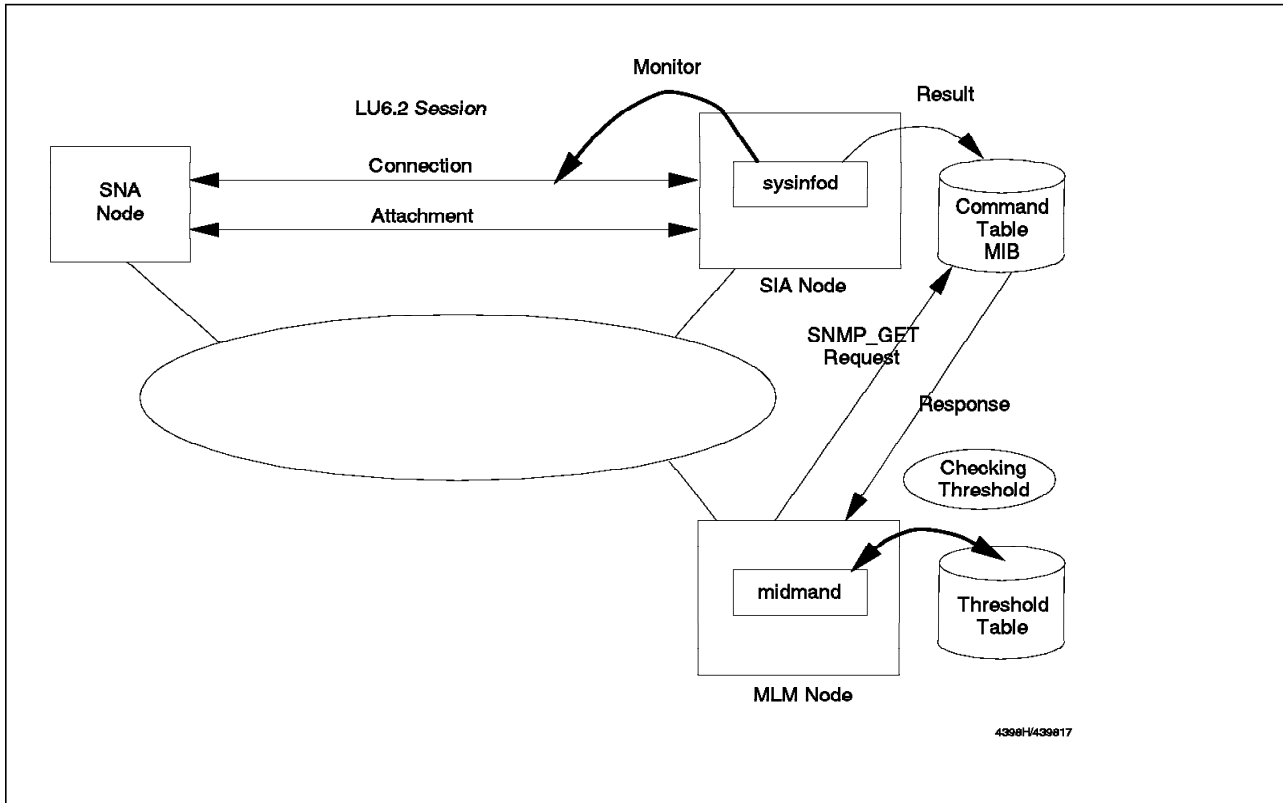 Monitor
LU6.2 Session
Result
Connection
SNA
Node
sysinfod
Attachment
Command
Table
MIB
SIA Node
SNMP_GET
Request
Response
Checking
Threshold
midmand
Threshold
Table
MLM Node
4398H/439817